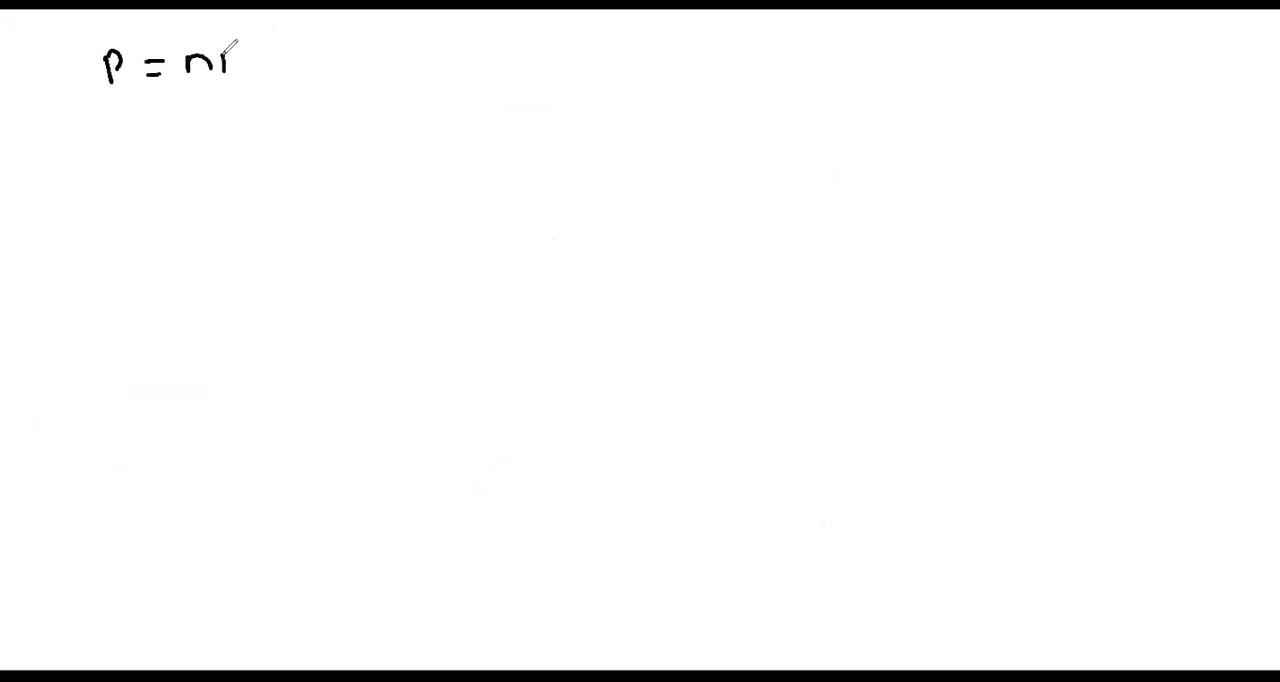 p = nr